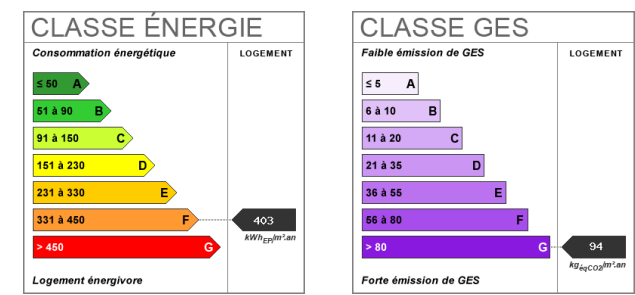 CLASSE ÉNERGIE
Consommation énergétique
LOGEMENT
≤ 50 A
51 à 90 B
91 à 150 C
151 à 230 D
231 à 330 E
331 à 450 F
403
kWhEP/m².an
> 450 G
Logement énergivore
CLASSE GES
Faible émission de GES
LOGEMENT
≤ 5 A
6 à 10 B
11 à 20 C
21 à 35 D
36 à 55 E
56 à 80 F
> 80 G
94
kgéqCO2/m².an
Forte émission de GES